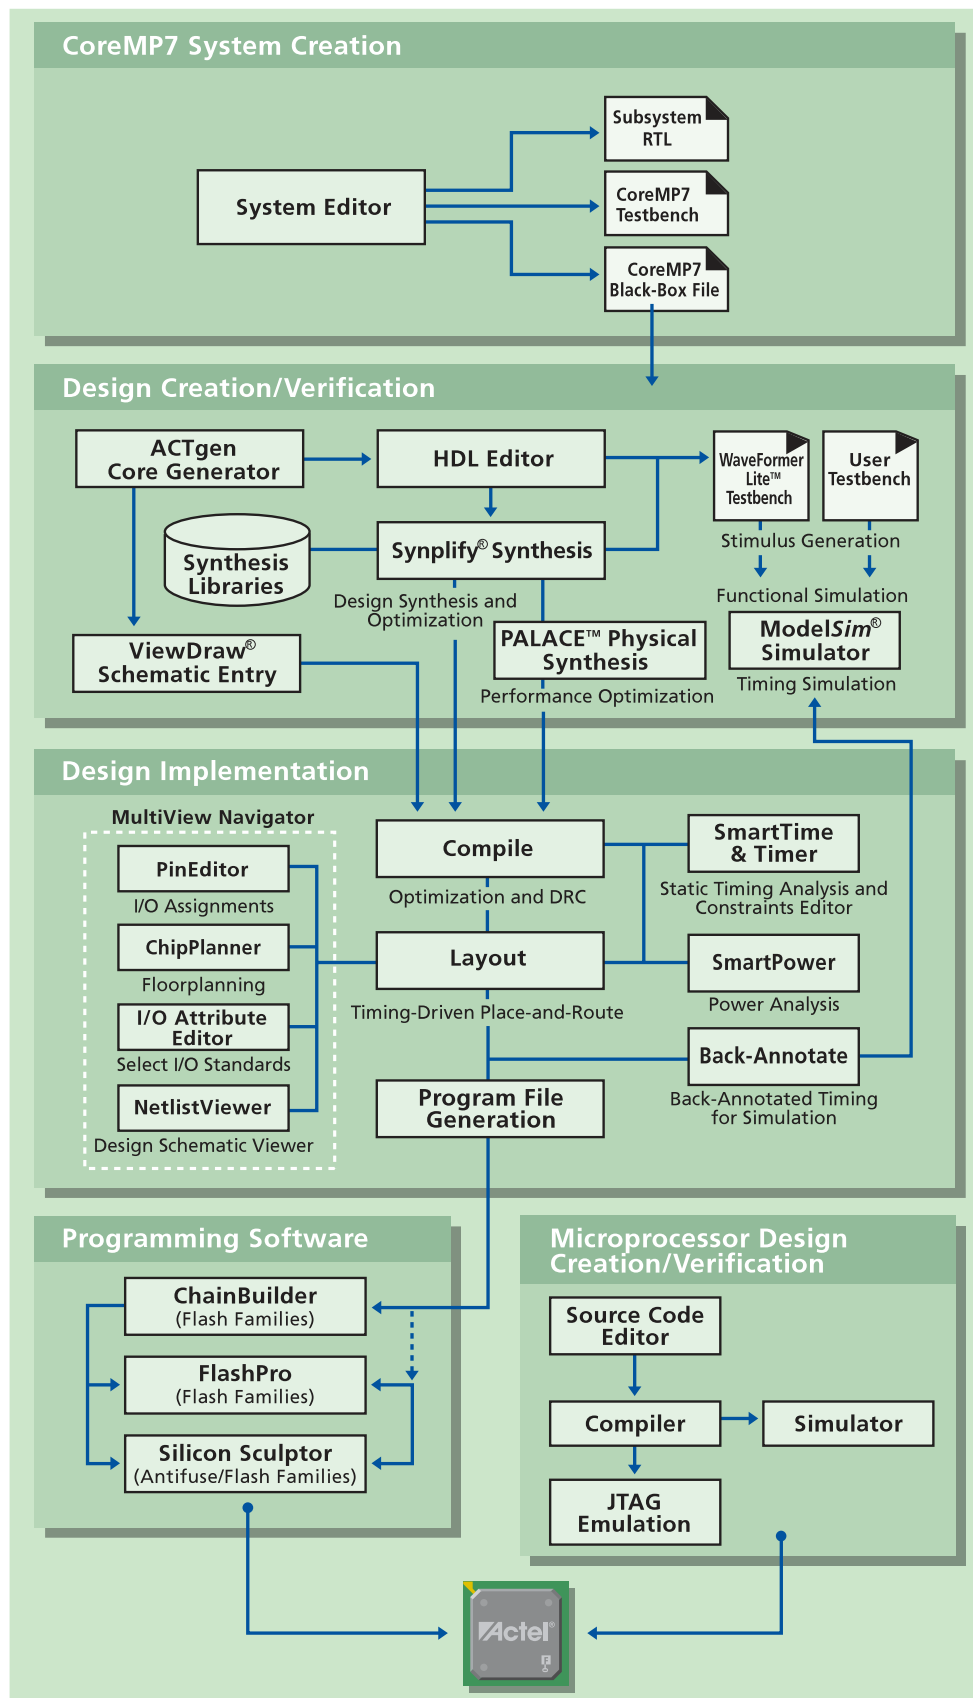 CoreMP7 System Creation
Subsystem
RTL
System Editor
CoreMP7
Testbench
CoreMP7
Black-Box File
Design Creation/Verification
ACTgen
Core Generator
HDL Editor
WaveFormer
Lite™
Testbench
User
Testbench
Stimulus Generation
Synthesis
Libraries
Synplify® Synthesis
Design Synthesis and
Optimization
Functional Simulation
ModelSim®
Simulator
Timing Simulation
ViewDraw®
Schematic Entry
PALACE™ Physical
Synthesis
Performance Optimization
Design Implementation
MultiView Navigator
PinEditor
I/O Assignments
ChipPlanner
Floorplanning
I/O Attribute
Editor
Select I/O Standards
NetlistViewer
Design Schematic Viewer
Compile
Optimization and DRC
Layout
Timing-Driven Place-and-Route
Program File
Generation
SmartTime
& Timer
Static Timing Analysis and
Constraints Editor
SmartPower
Power Analysis
Back-Annotate
Back-Annotated Timing
for Simulation
Programming Software
ChainBuilder
(Flash Families)
FlashPro
(Flash Families)
Silicon Sculptor
(Antifuse/Flash Families)
Microprocessor Design
Creation/Verification
Source Code
Editor
Compiler
Simulator
JTAG
Emulation
Actel®
F